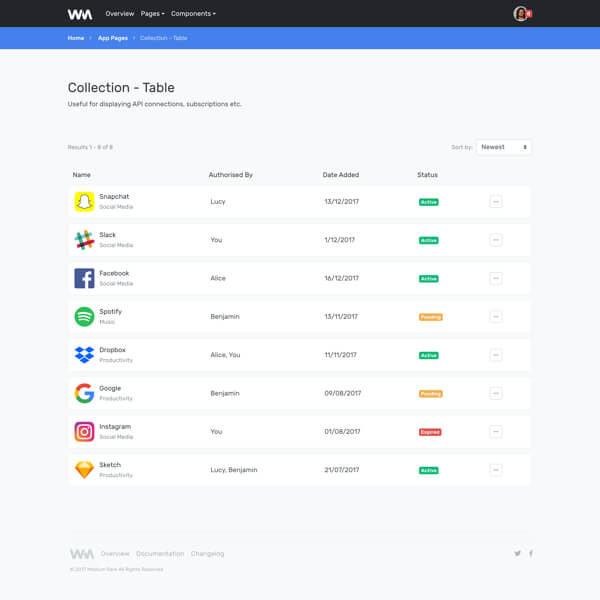 WM Overview Pages Components
Home App Pages Collection - Table
Collection - Table
Useful for displaying API connections, subscriptions etc.
Results 1 - 8 of 8 Sort by: Newest
Name Authorised By Date Added Status
Snapchat
Social Media
Lucy 13/12/2017 Active
Slack
Social Media
You 1/12/2017 Active
Facebook
Social Media
Alice 16/12/2017 Active
Spotify
Music
Benjamin 13/11/2017 Pending
Dropbox
Productivity
Alice, You 11/11/2017 Active
Google
Productivity
Benjamin 09/08/2017 Pending
Instagram
Social Media
You 01/08/2017 Expired
Sketch
Productivity
Lucy, Benjamin 21/07/2017 Active
WM Overview Documentation Changelog
© 2017 Medium Rare All Rights Reserved